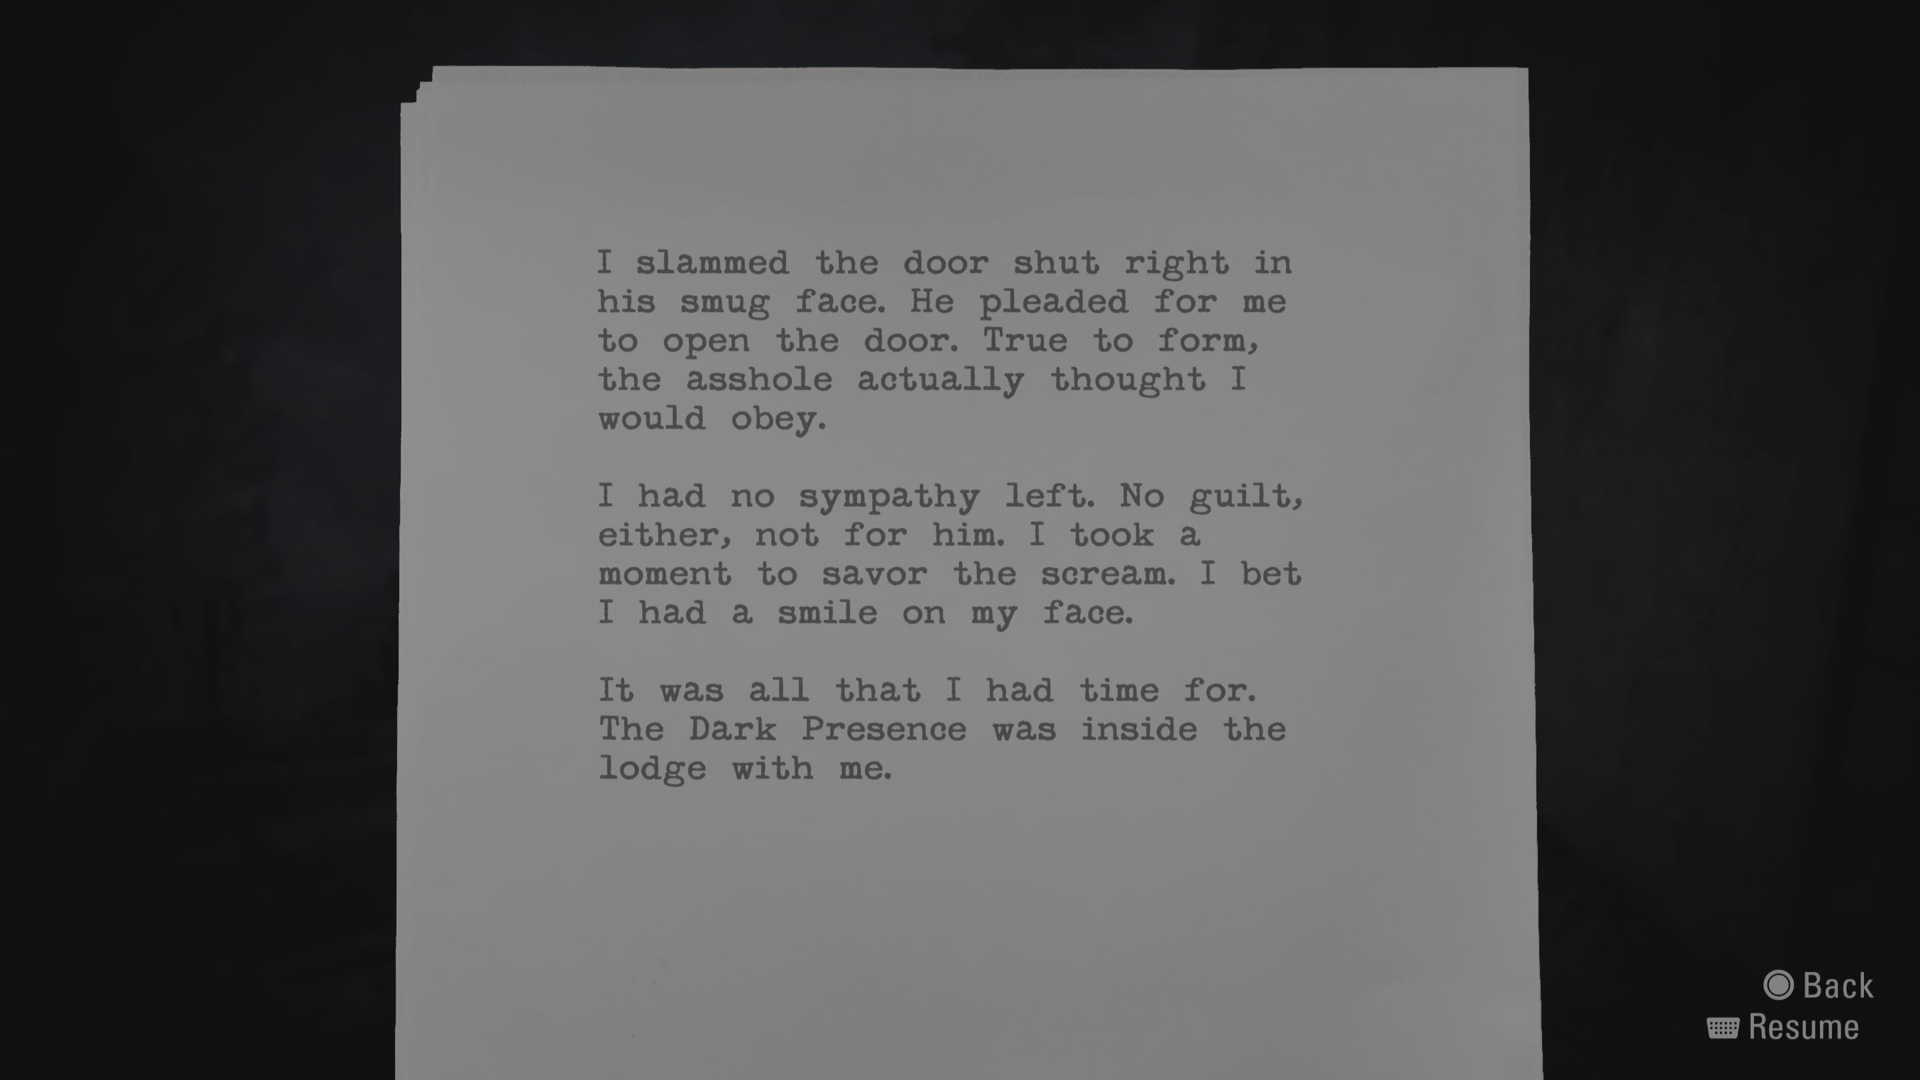 I slammed the door shut right in
his smug face. He pleaded for me
to open the door. True to form,
the asshole actually thought I
would obey.
I had no sympathy left. No guilt,
either, not for him. I took a
moment to savor the scream. I bet
I had a smile on my face.
It was all that I had time for.
The Dark Presence was inside the
lodge with me.
Back
Resume